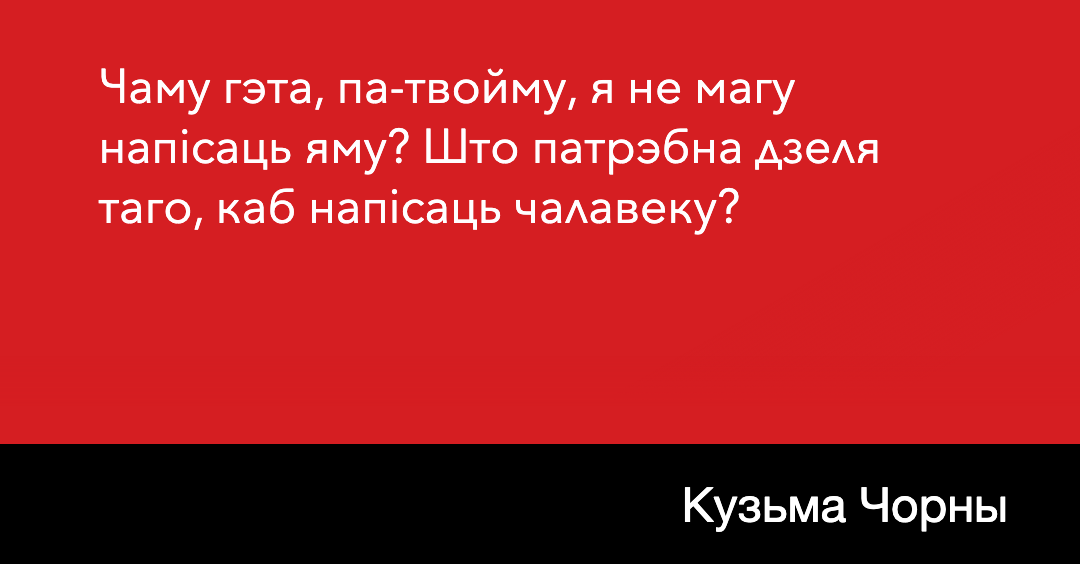 Чаму гэта, па-твойму, я не магу
напісаць яму? Што патрэбна дзеля
таго, каб напісаць чалавеку?
Кузьма Чорны